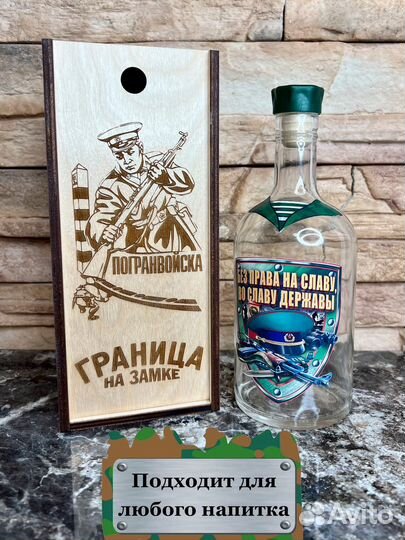 ПОГРАНВОЙСКА
ГРАНИЦА
НА ЗАМКЕ
БЕЗ ПРАВА НА СЛАВУ,
ВО СЛАВУ ДЕРЖАВЫ
Подходит для
любого напитка
Avito